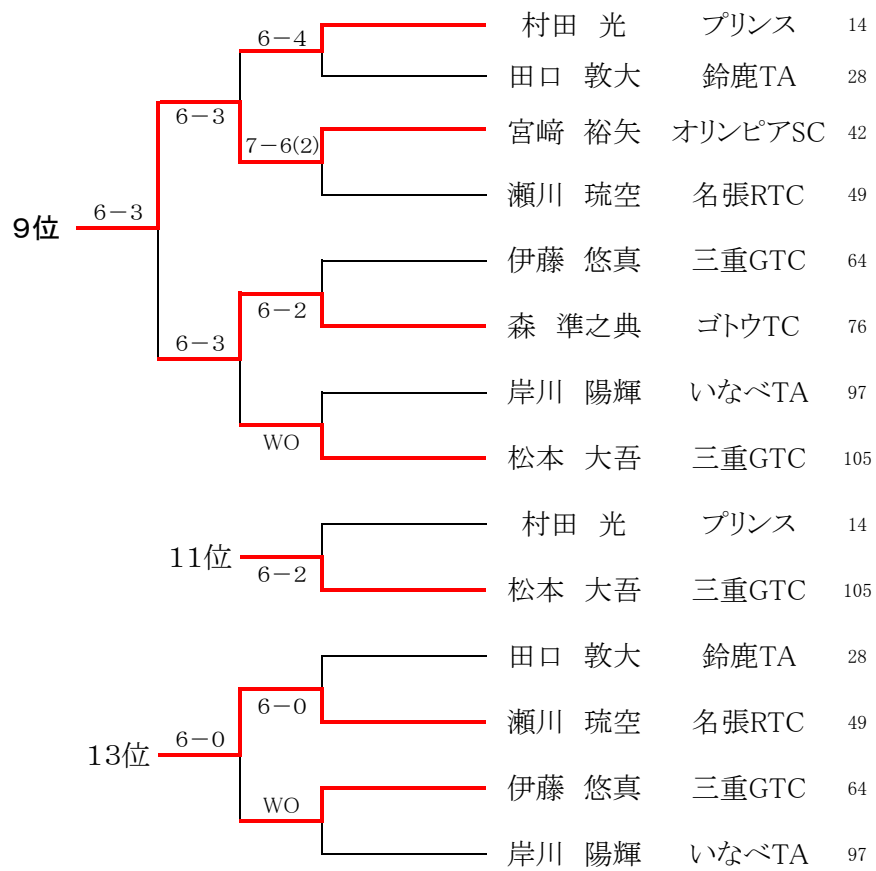 6-4 村田 光 プリンス 14
田口 敦大 鈴鹿TA 28
6-3
7-6(2) 宮﨑 裕矢 オリンピアSC 42
瀬川 琉空 名張RTC 49
9位 6-3
伊藤 悠真 三重GTC 64
6-2 森 準之典 ゴトウTC 76
6-3
岸川 陽輝 いなべTA 97
WO 松本 大吾 三重GTC 105
村田 光 プリンス 14
11位 6-2
松本 大吾 三重GTC 105
田口 敦大 鈴鹿TA 28
6-0 瀬川 琉空 名張RTC 49
13位 6-0
WO 伊藤 悠真 三重GTC 64
岸川 陽輝 いなべTA 97